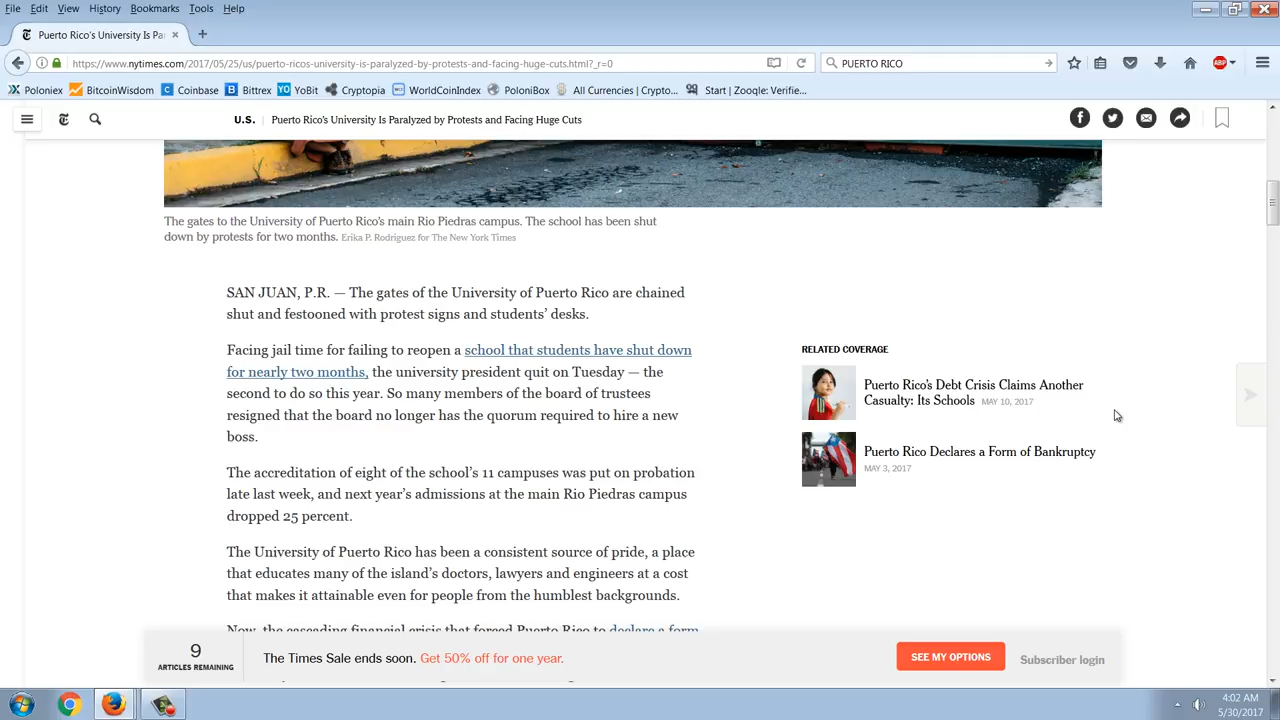 File Edit View History Bookmarks Tools Help
Puerto Rico's University Is Pa
https://www.nytimes.com/2017/05/25/us/puerto-ricos-university-is-paralyzed-by-protests-and-facing-huge-cuts.html?_r=0
PUERTO RICO
ABP
Poloniex BitcoinWisdom Coinbase Bittrex YoBit Cryptopia WorldCoinIndex PoloniBox All Currencies | Crypto... Start | Zooqle: Verifie...
U.S. | Puerto Rico's University Is Paralyzed by Protests and Facing Huge Cuts
The gates to the University of Puerto Rico's main Rio Piedras campus. The school has been shut
down by protests for two months. Erika P. Rodriguez for The New York Times
SAN JUAN, P.R. — The gates of the University of Puerto Rico are chained
shut and festooned with protest signs and students' desks.
Facing jail time for failing to reopen a school that students have shut down
for nearly two months, the university president quit on Tuesday — the
second to do so this year. So many members of the board of trustees
resigned that the board no longer has the quorum required to hire a new
boss.
The accreditation of eight of the school's 11 campuses was put on probation
late last week, and next year's admissions at the main Rio Piedras campus
dropped 25 percent.
The University of Puerto Rico has been a consistent source of pride, a place
that educates many of the island's doctors, lawyers and engineers at a cost
that makes it attainable even for people from the humblest backgrounds.
Now, the cascading financial crisis that forced Puerto Rico to declare a form
RELATED COVERAGE
Puerto Rico's Debt Crisis Claims Another
Casualty: Its Schools MAY 10, 2017
Puerto Rico Declares a Form of Bankruptcy
MAY 3, 2017
9
ARTICLES REMAINING
The Times Sale ends soon. Get 50% off for one year.
SEE MY OPTIONS
Subscriber login
4:02 AM
5/30/2017